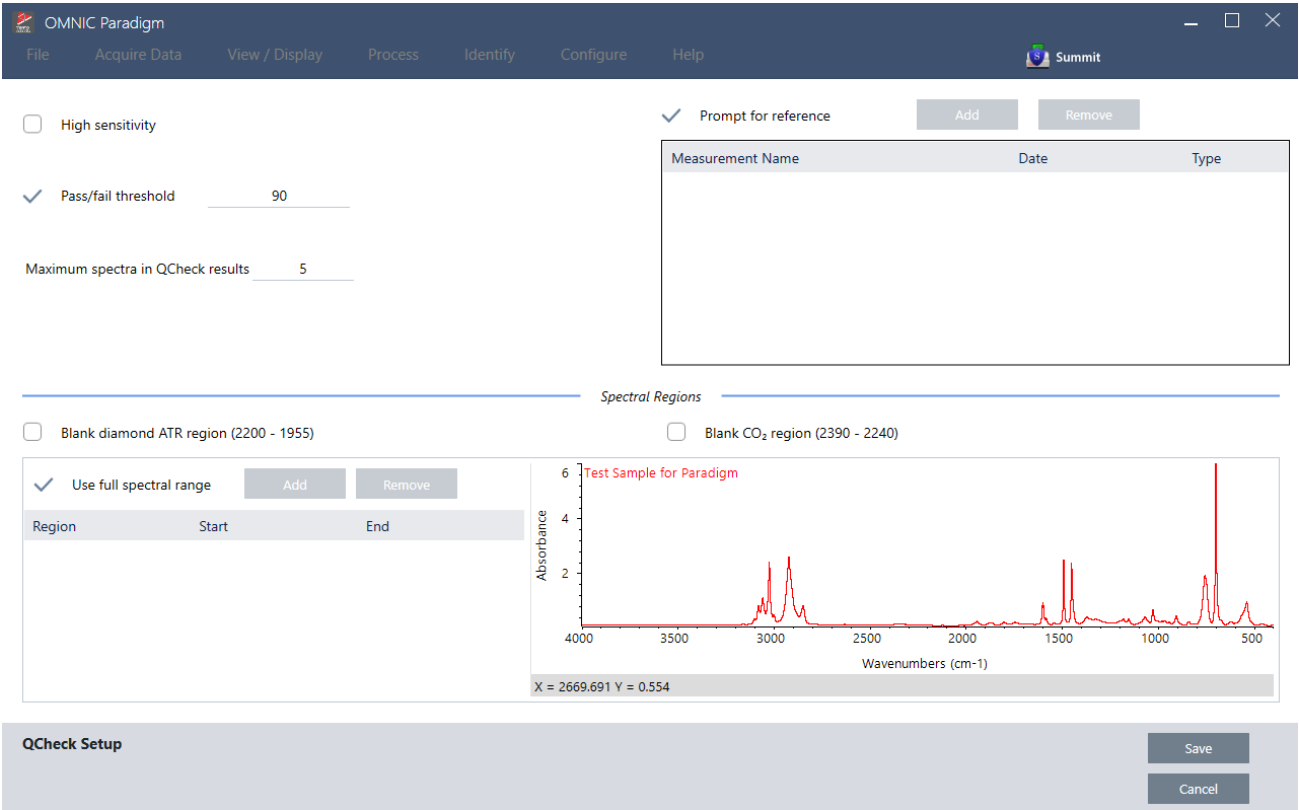 OMNIC Paradigm
File Acquire Data View / Display Process Identify Configure Help Summit
High sensitivity
Pass/fail threshold 90
Maximum spectra in QCheck results 5
Prompt for reference Add Remove
Measurement Name Date Type
Spectral Regions
Blank diamond ATR region (2200 - 1955)
Blank CO₂ region (2390 - 2240)
Use full spectral range Add Remove
Region Start End
Test Sample for Paradigm
Absorbance
6
4
2
4000 3500 3000 2500 2000 1500 1000 500
Wavenumbers (cm-1)
X = 2669.691 Y = 0.554
QCheck Setup
Save
Cancel